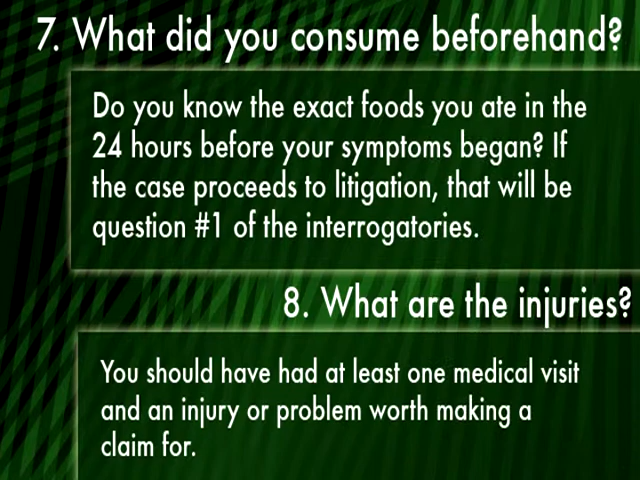 7. What did you consume beforehand?
Do you know the exact foods you ate in the
24 hours before your symptoms began? If
the case proceeds to litigation, that will be
question #1 of the interrogatories.
8. What are the injuries?
You should have had at least one medical visit
and an injury or problem worth making a
claim for.